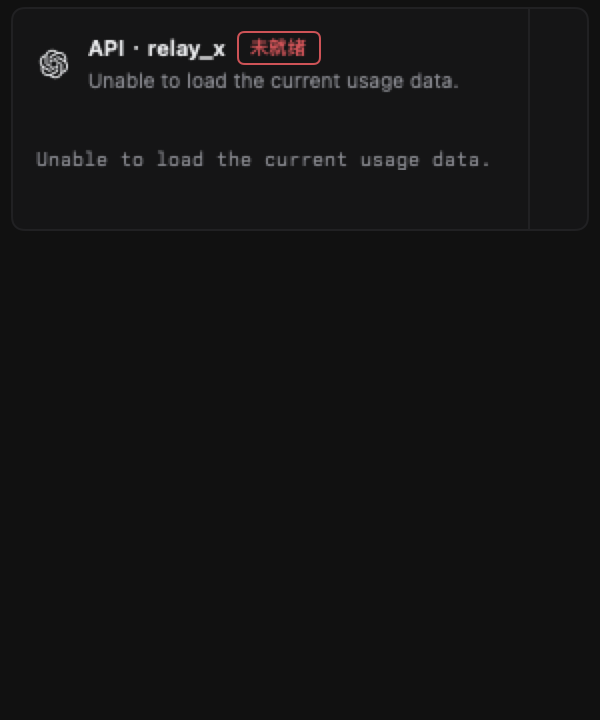 API · relay_x 未就绪
Unable to load the current usage data.
Unable to load the current usage data.